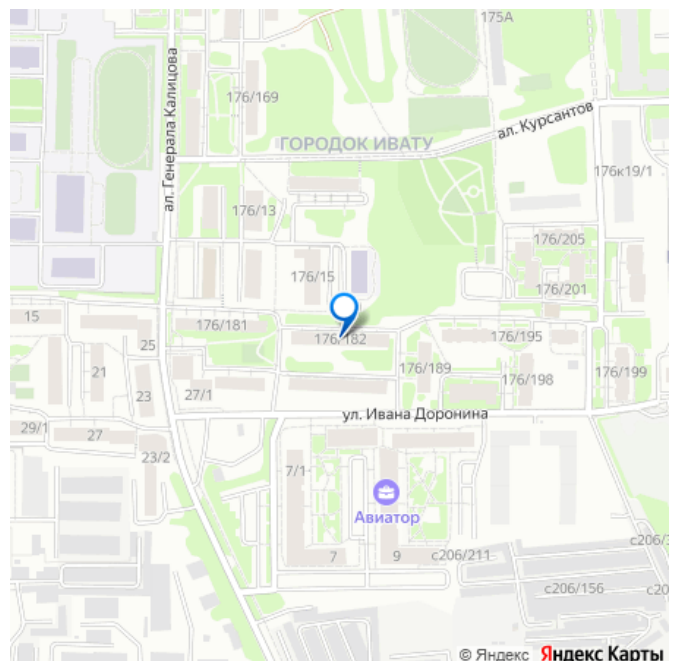 175А
176/169
ал. Генерала Калицова
ГОРОДОК ИВАТУ
ал. Курсантов
176к19/1
176/13
176/205
176/15
176/201
15
176/181
176/182
176/195
25
176/189
21
176/198
176/199
23
27/1
ул. Ивана Доронина
29/1
27
23/2
7/1
Авиатор
7
9
с206/211
с206/3
с206/156
с20
© Яндекс Яндекс Карты